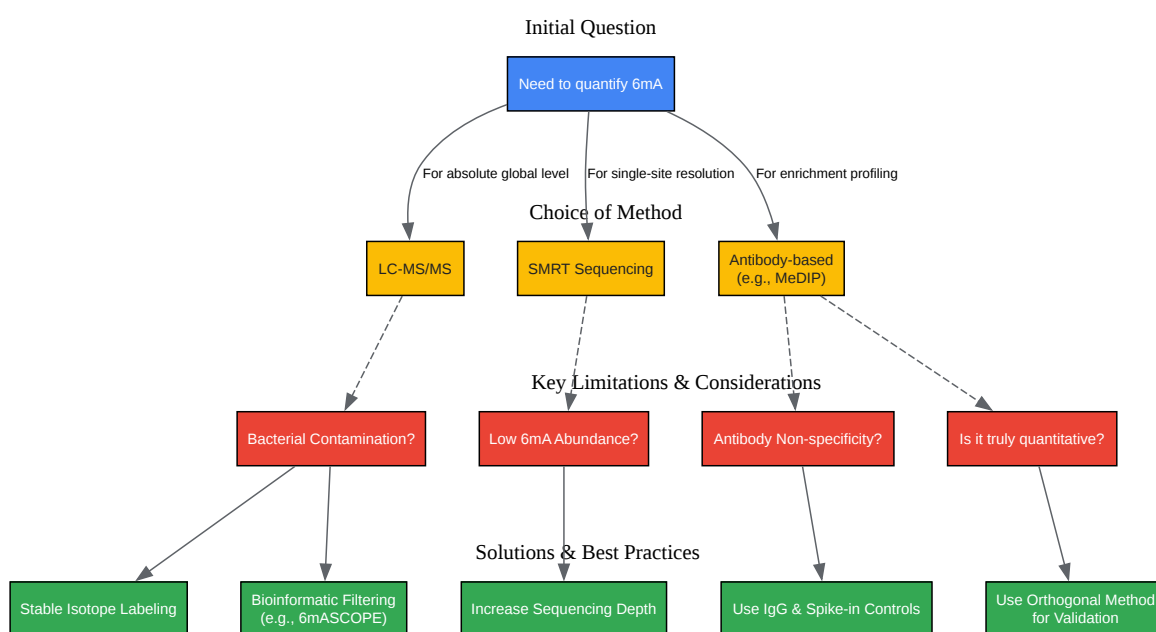 Initial Question
Need to quantify 6mA
For absolute global level
For single-site resolution
For enrichment profiling
Choice of Method
LC-MS/MS
SMRT Sequencing
Antibody-based
(e.g., MeDIP)
Key Limitations & Considerations
Bacterial Contamination?
Low 6mA Abundance?
Antibody Non-specificity?
Is it truly quantitative?
Solutions & Best Practices
Stable Isotope Labeling
Bioinformatic Filtering
(e.g., 6mASCOPE)
Increase Sequencing Depth
Use IgG & Spike-in Controls
Use Orthogonal Method
for Validation